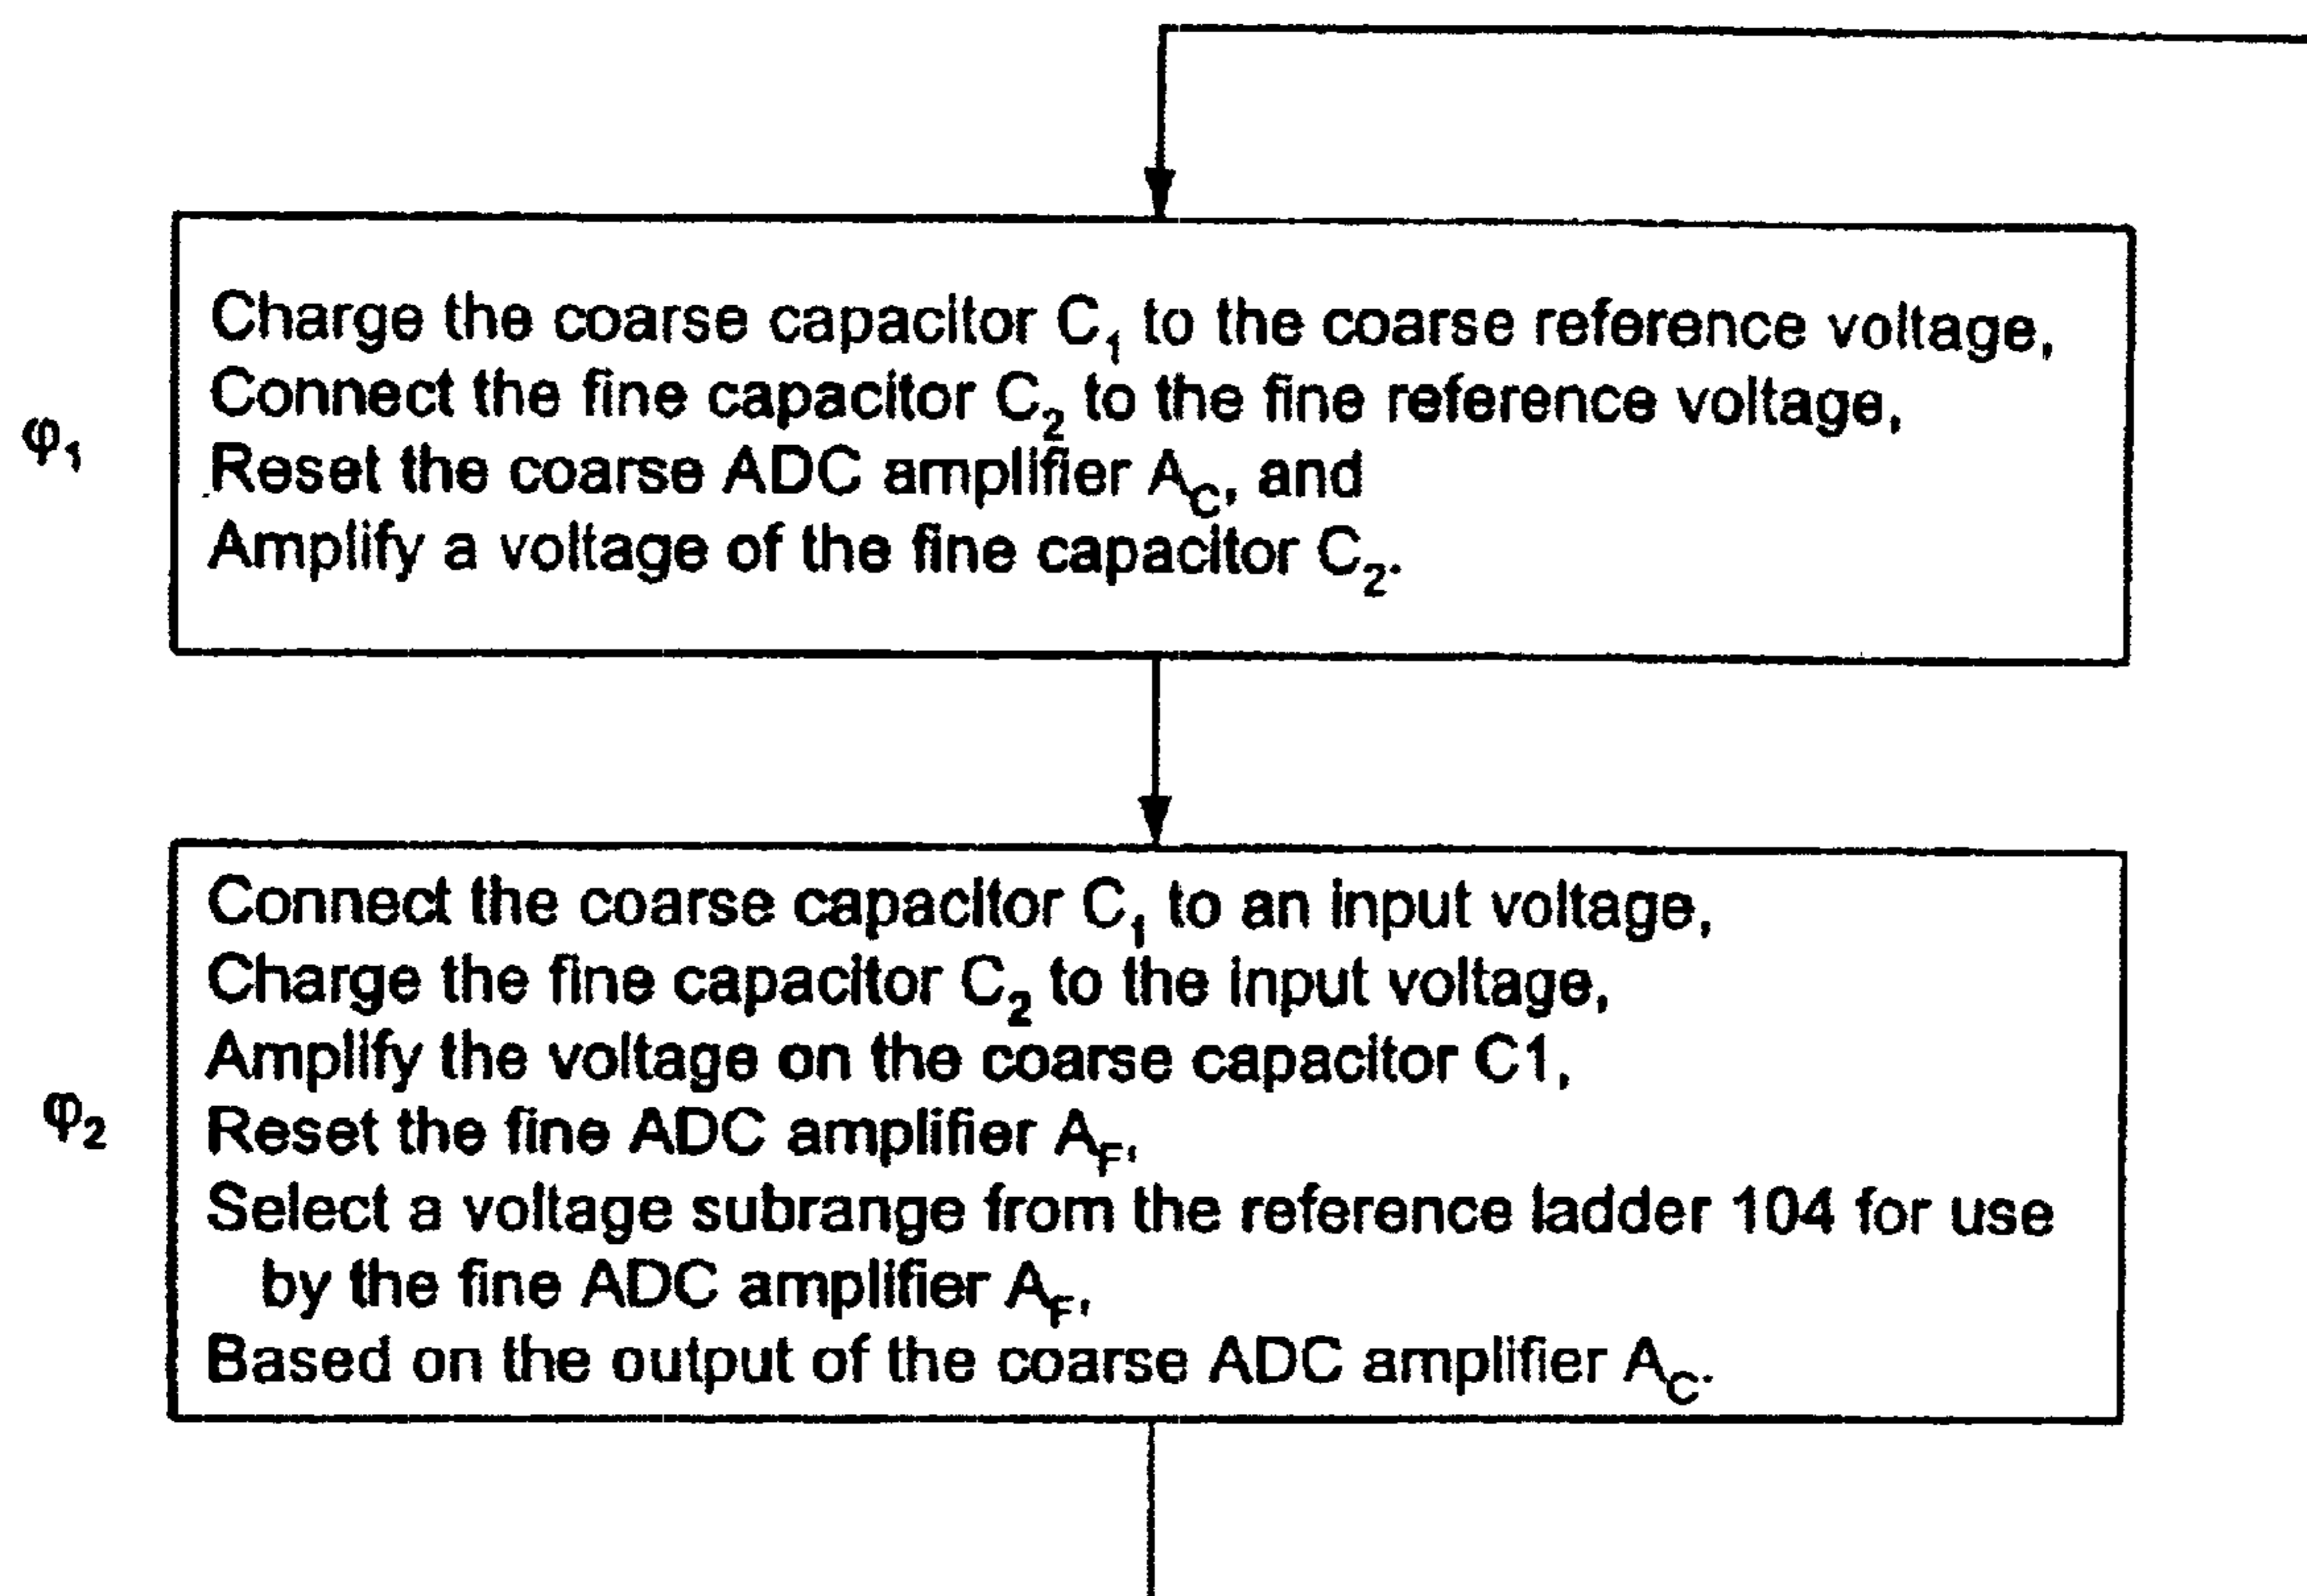 Charge the coarse capacitor C₁ to the coarse reference voltage,
Connect the fine capacitor C₂ to the fine reference voltage,
φ₁
Reset the coarse ADC amplifier A_C, and
Amplify a voltage of the fine capacitor C₂.
Connect the coarse capacitor C₁ to an input voltage,
Charge the fine capacitor C₂ to the input voltage,
Amplify the voltage on the coarse capacitor C1,
φ₂
Reset the fine ADC amplifier A_F,
Select a voltage subrange from the reference ladder 104 for use
by the fine ADC amplifier A_F,
Based on the output of the coarse ADC amplifier A_C.